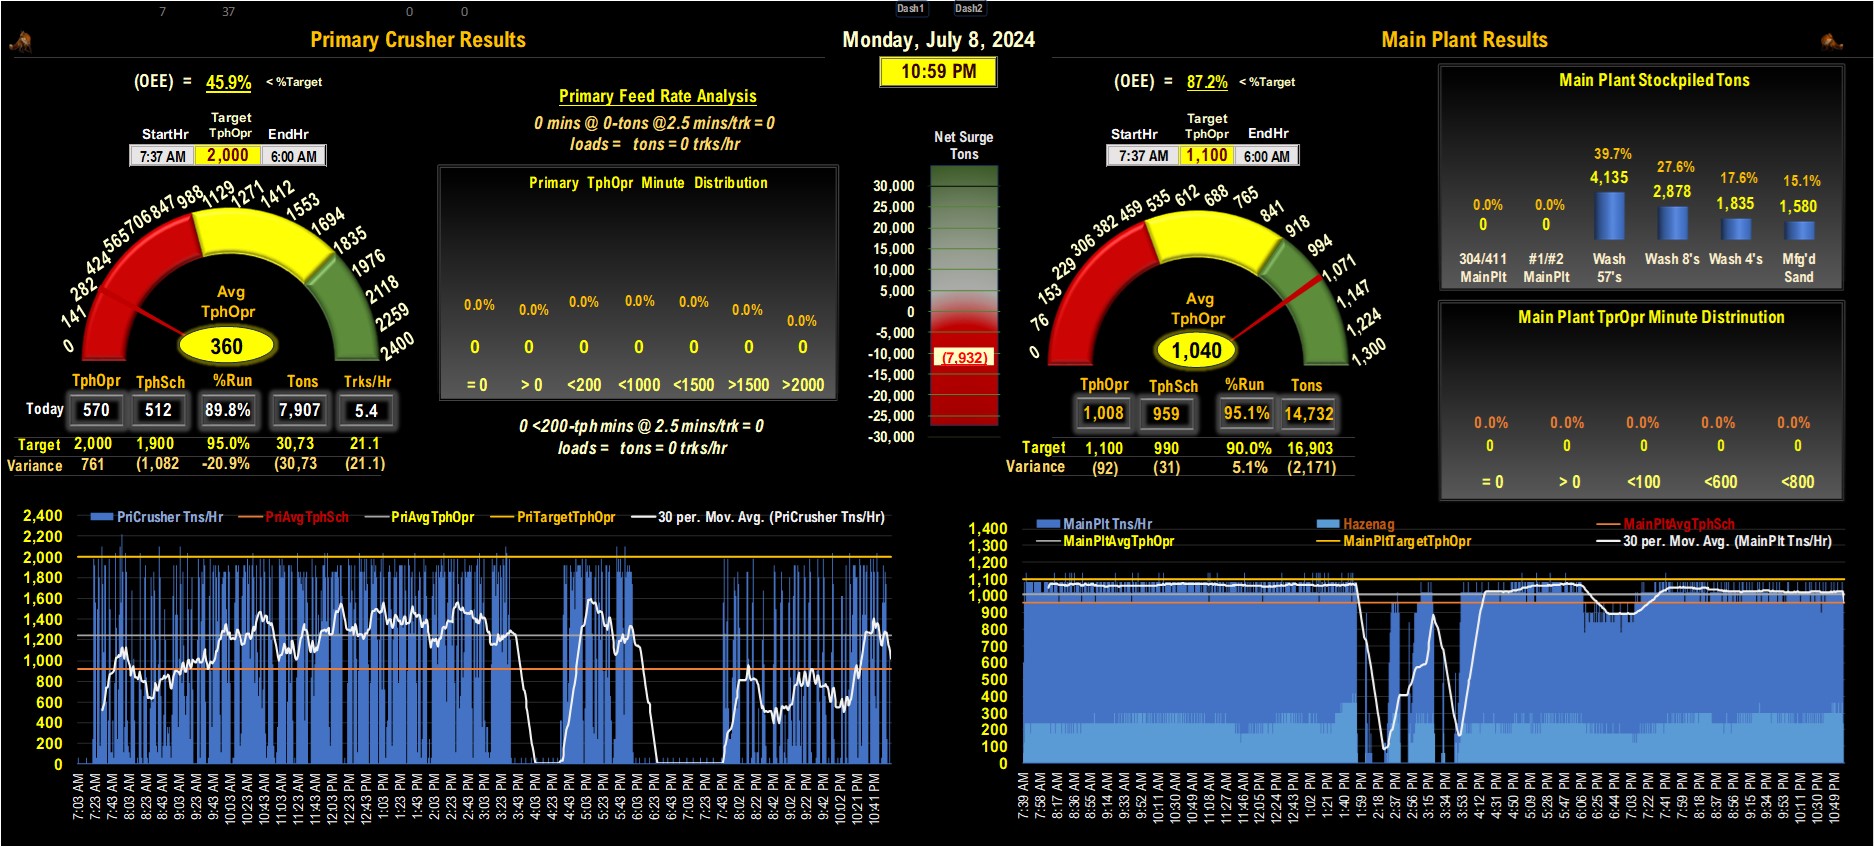 7 37 0 0 Dash1 Dash2
Primary Crusher Results
Monday, July 8, 2024
Main Plant Results
10:59 PM
(OEE) = 45.9% < %Target
Target
StartHr TphOpr EndHr
7:37 AM 2,000 6:00 AM
0 141 282 424 565 706 847 988 1129 1271 1412 1553 1694 1835 1976 2118 2259 2400
Avg
TphOpr
360
TphOpr TphSch %Run Tons Trks/Hr
Today 570 512 89.8% 7,907 5.4
Target 2,000 1,900 95.0% 30,73 21.1
Variance 761 (1,082 -20.9% (30,73 (21.1)
Primary Feed Rate Analysis
0 mins @ 0-tons @2.5 mins/trk = 0
loads = tons = 0 trks/hr
Primary TphOpr Minute Distribution
0.0% 0.0% 0.0% 0.0% 0.0% 0.0% 0.0%
0 0 0 0 0 0 0
= 0 > 0 <200 <1000 <1500 >1500 >2000
0 <200-tph mins @ 2.5 mins/trk = 0
loads = tons = 0 trks/hr
Net Surge
Tons
30,000
25,000
20,000
15,000
10,000
5,000
0
-5,000
-10,000
(7,932)
-15,000
-20,000
-25,000
-30,000
(OEE) = 87.2% < %Target
Target
StartHr TphOpr EndHr
7:37 AM 1,100 6:00 AM
0 76 153 229 306 382 459 535 612 688 765 841 918 994 1,071 1,147 1,224 1,300
Avg
TphOpr
1,040
TphOpr TphSch %Run Tons
1,008 959 95.1% 14,732
Target 1,100 990 90.0% 16,903
Variance (92) (31) 5.1% (2,171)
Main Plant Stockpiled Tons
0.0% 0.0% 39.7% 27.6% 17.6% 15.1%
0 0 4,135 2,878 1,835 1,580
304/411 #1/#2 Wash Wash 8's Wash 4's Mfg'd
MainPlt MainPlt 57's Sand
Main Plant TprOpr Minute Distrinution
0.0% 0.0% 0.0% 0.0% 0.0%
0 0 0 0 0
= 0 > 0 <100 <600 <800
PriCrusher Tns/Hr PriAvgTphSch PriAvgTphOpr PriTargetTphOpr 30 per. Mov. Avg. (PriCrusher Tns/Hr)
2,400
2,200
2,000
1,800
1,600
1,400
1,200
1,000
800
600
400
200
0
7:03 AM 7:23 AM 7:43 AM 8:03 AM 8:23 AM 8:43 AM 9:03 AM 9:23 AM 9:43 AM 10:03 AM 10:23 AM 10:43 AM 11:03 AM 11:23 AM 11:43 AM 12:03 PM 12:23 PM 12:43 PM 1:03 PM 1:23 PM 1:43 PM 2:03 PM 2:23 PM 2:43 PM 3:03 PM 3:23 PM 3:43 PM 4:03 PM 4:23 PM 4:43 PM 5:03 PM 5:23 PM 5:43 PM 6:03 PM 6:23 PM 6:43 PM 7:03 PM 7:23 PM 7:43 PM 8:02 PM 8:22 PM 8:42 PM 9:02 PM 9:22 PM 9:42 PM 10:02 PM 10:21 PM 10:41 PM
MainPlt Tns/Hr Hazenag MainPltAvgTphSch
MainPltAvgTphOpr MainPltTargetTphOpr 30 per. Mov. Avg. (MainPlt Tns/Hr)
1,400
1,300
1,200
1,100
1,000
900
800
700
600
500
400
300
200
100
0
7:39 AM 7:58 AM 8:17 AM 8:36 AM 8:55 AM 9:14 AM 9:33 AM 9:52 AM 10:11 AM 10:30 AM 10:49 AM 11:09 AM 11:27 AM 11:46 AM 12:05 PM 12:24 PM 12:43 PM 1:02 PM 1:21 PM 1:40 PM 1:59 PM 2:18 PM 2:37 PM 2:56 PM 3:15 PM 3:34 PM 3:53 PM 4:12 PM 4:31 PM 4:50 PM 5:09 PM 5:28 PM 5:47 PM 6:06 PM 6:25 PM 6:44 PM 7:03 PM 7:22 PM 7:41 PM 7:59 PM 8:18 PM 8:37 PM 8:56 PM 9:15 PM 9:34 PM 9:53 PM 10:11 PM 10:30 PM 10:49 PM